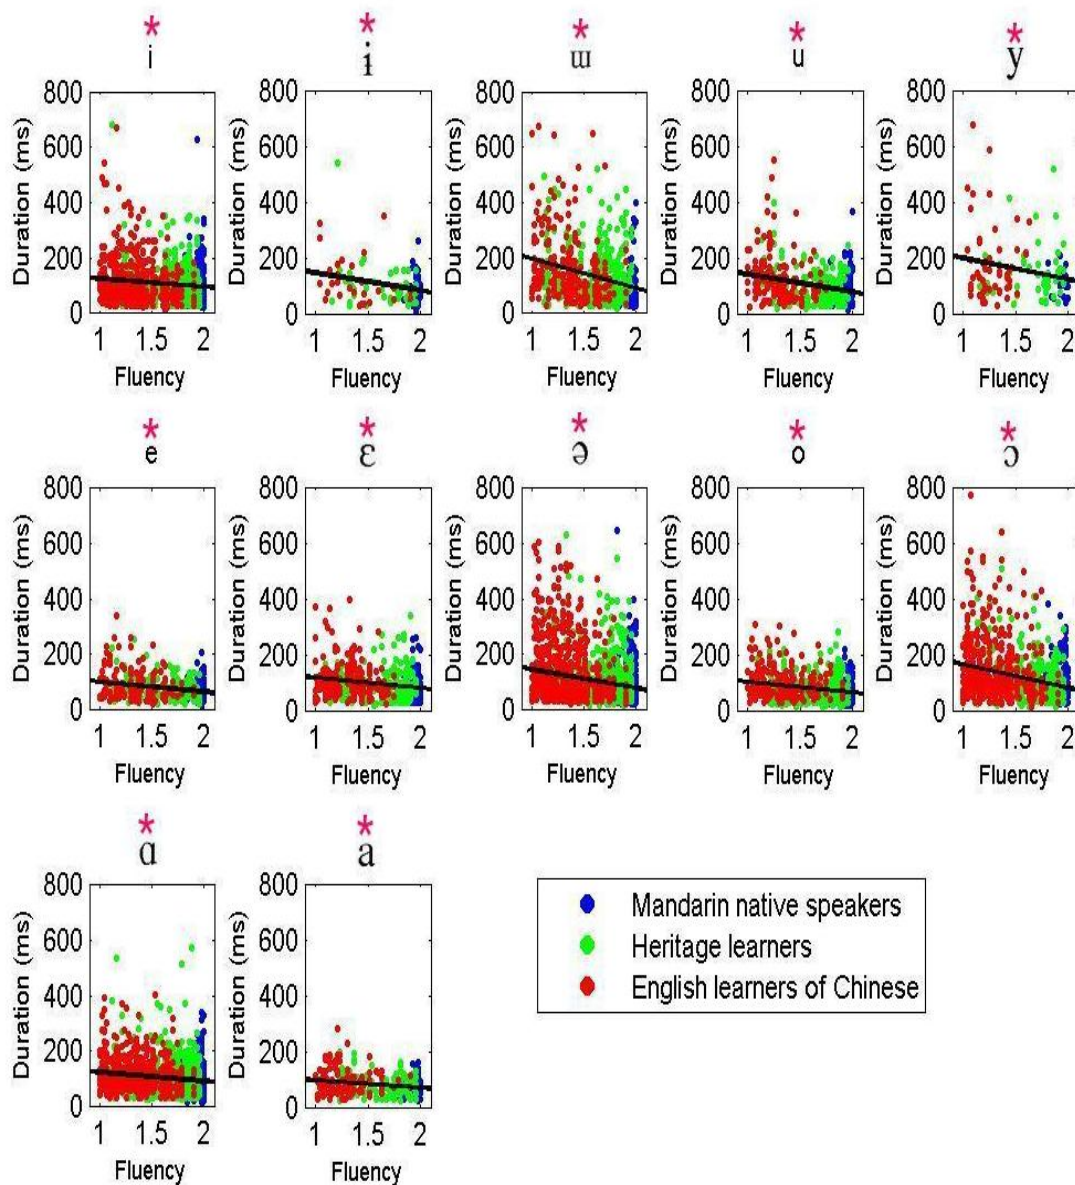 * * * * *
i ɨ ɯ u y
800 800 800 800 800
600 600 600 600 600
400 400 400 400 400
200 200 200 200 200
0 0 0 0 0
Duration (ms) Duration (ms) Duration (ms) Duration (ms) Duration (ms)
1 1.5 2 1 1.5 2 1 1.5 2 1 1.5 2 1 1.5 2
Fluency Fluency Fluency Fluency Fluency
* * * * *
e ɛ ə o ɔ
800 800 800 800 800
600 600 600 600 600
400 400 400 400 400
200 200 200 200 200
0 0 0 0 0
Duration (ms) Duration (ms) Duration (ms) Duration (ms) Duration (ms)
1 1.5 2 1 1.5 2 1 1.5 2 1 1.5 2 1 1.5 2
Fluency Fluency Fluency Fluency Fluency
* *
ɑ a
800 800
600 600
400 400
200 200
0 0
Duration (ms) Duration (ms)
1 1.5 2 1 1.5 2
Fluency Fluency
Mandarin native speakers
Heritage learners
English learners of Chinese